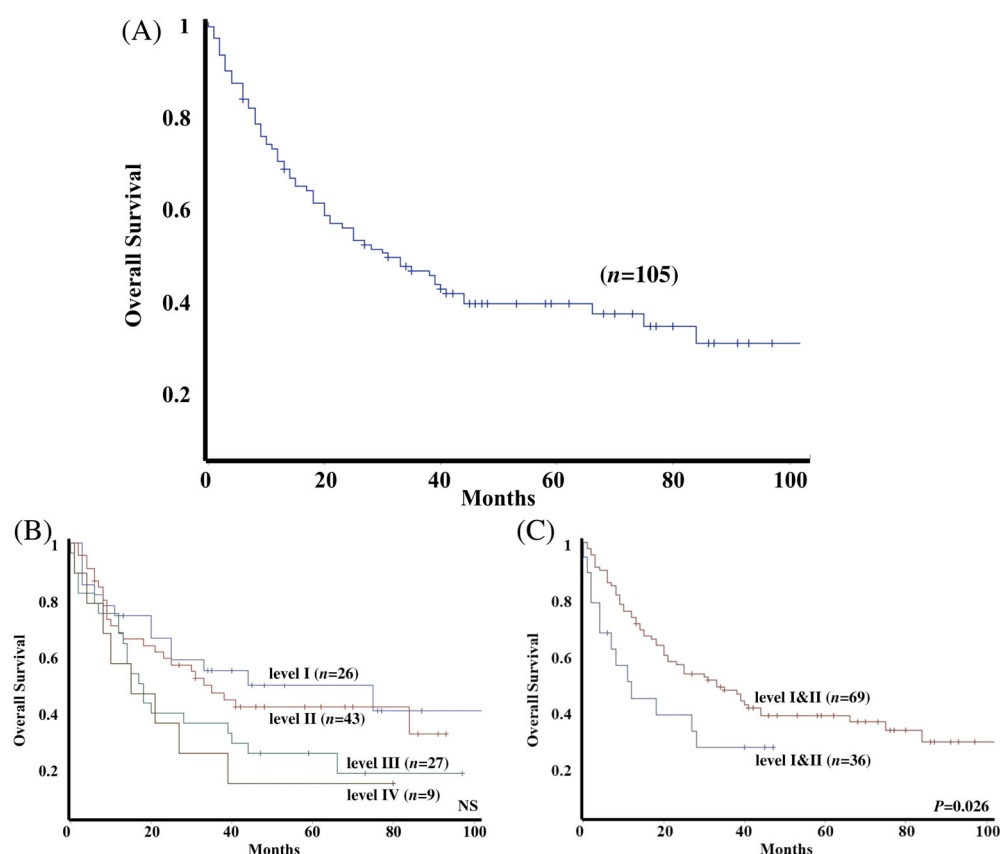 (A)
1
0.8
0.6
0.4
0.2
Overall Survival
(n=105)
0 20 40 60 80 100
Months
(B)
1
0.8
0.6
0.4
0.2
Overall Survival
level I (n=26)
level II (n=43)
level III (n=27)
level IV (n=9)
NS
0 20 40 60 80 100
Months
(C)
1
0.8
0.6
0.4
0.2
Overall Survival
level I&II (n=69)
level I&II (n=36)
P=0.026
0 20 40 60 80 100
Months